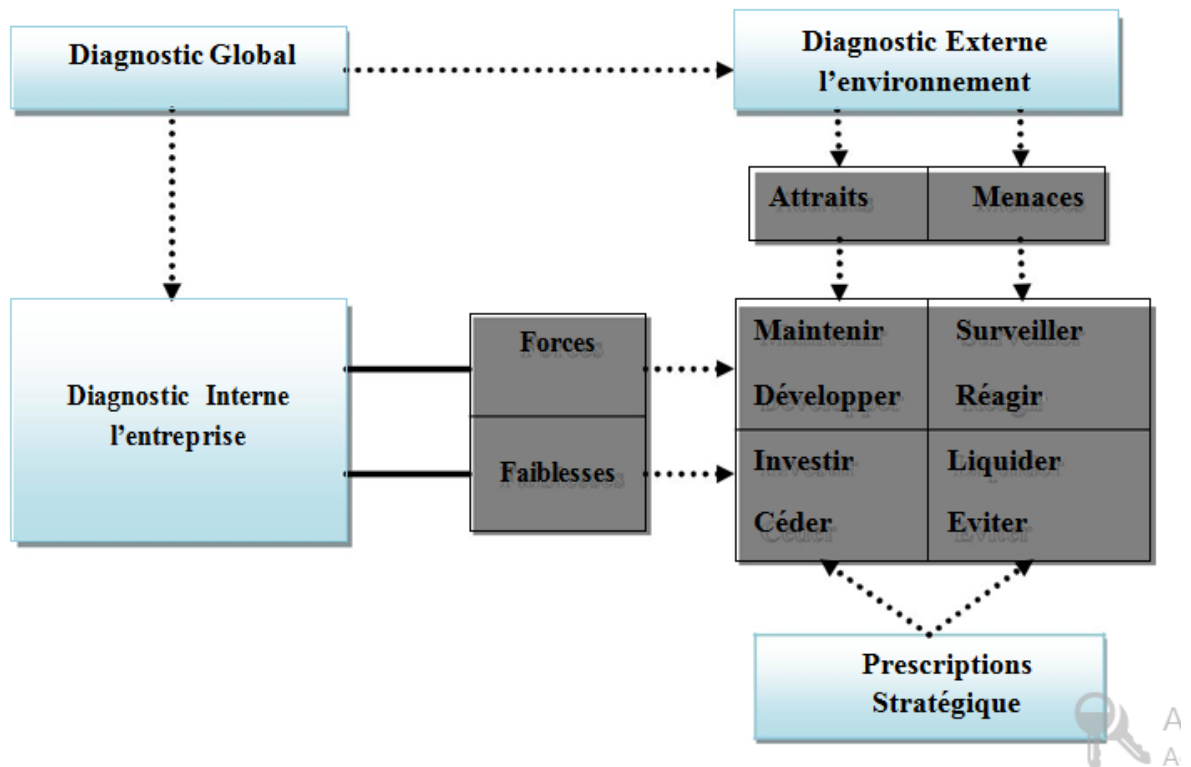 Diagnostic Global
Diagnostic Externe
l’environnement
Attraits
Menaces
Diagnostic Interne
l’entreprise
Forces
Faiblesses
Maintenir
Développer
Surveiller
Réagir
Investir
Céder
Liquider
Eviter
Prescriptions
Stratégique